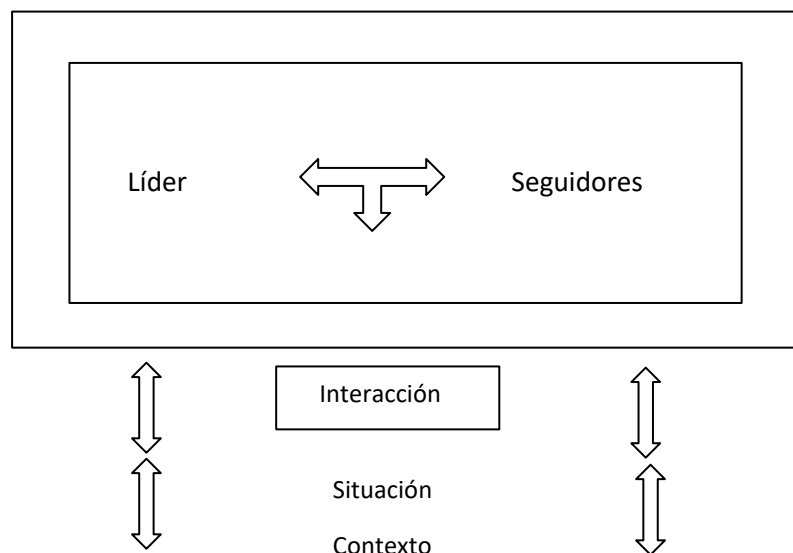 Líder
Seguidores
Interacción
Situación
Contexto